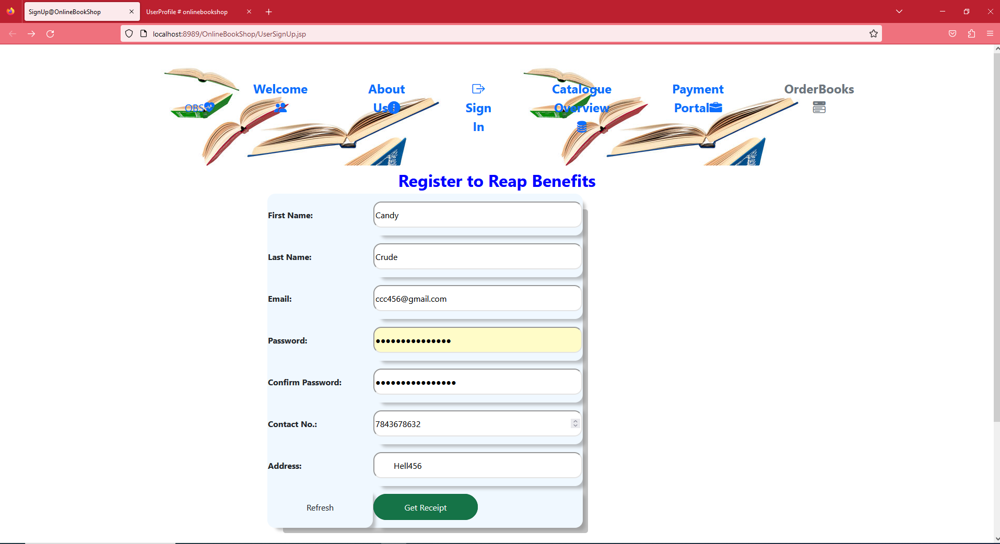 SignUp@OnlineBookShop
UserProfile # onlinebookshop
localhost:8989/OnlineBookShop/UserSignUp.jsp
OBS
Welcome
About
Us
Sign
In
Catalogue
Overview
Payment
Portal
OrderBooks
Register to Reap Benefits
First Name: Candy
Last Name: Crude
Email: ccc456@gmail.com
Password: ●●●●●●●●●●●●●●●
Confirm Password: ●●●●●●●●●●●●●●●●
Contact No.: 7843678632
Address: Hell456
Refresh Get Receipt